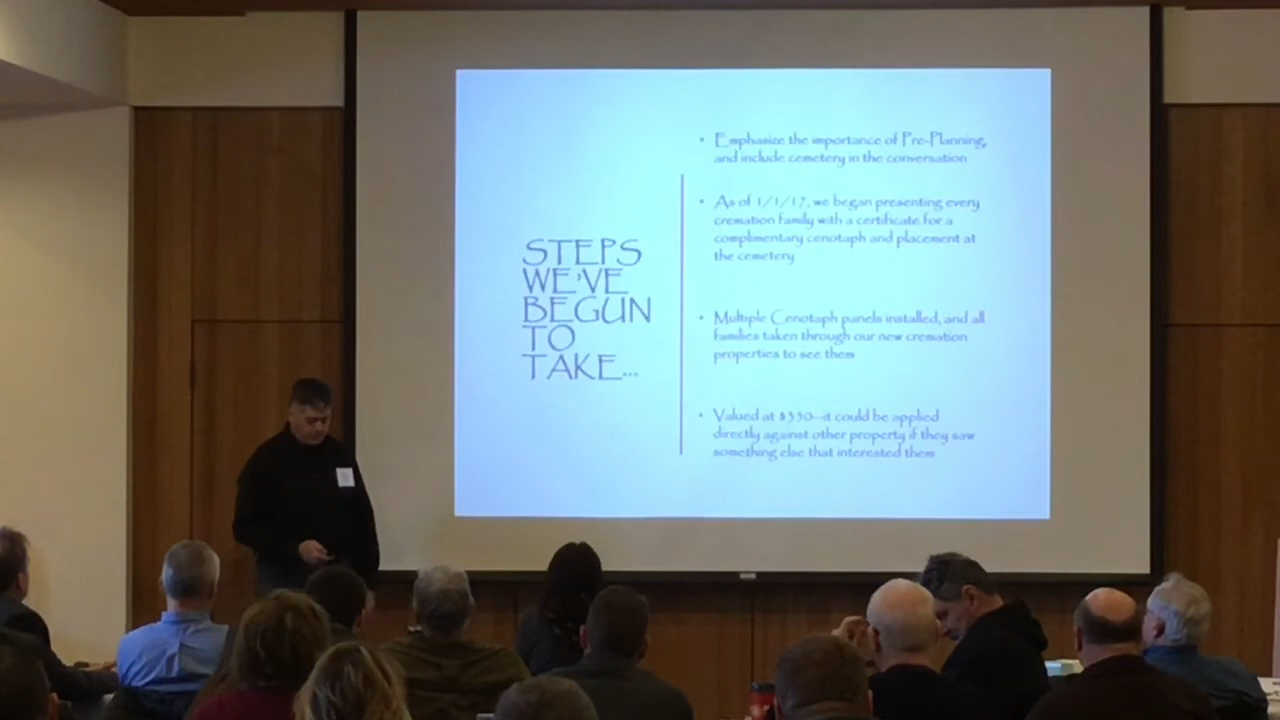 STEPS
WE'VE
BEGUN
TO
TAKE...
• Emphasize the importance of Pre-Planning,
and include cemetery in the conversation
• As of 1/1/17, we began presenting every
cremation family with a certificate for a
complimentary cenotaph and placement at
the cemetery
• Multiple Cenotaph panels installed, and all
families taken through our new cremation
properties to see them
• Valued at $350--it could be applied
directly against other property if they saw
something else that interested them